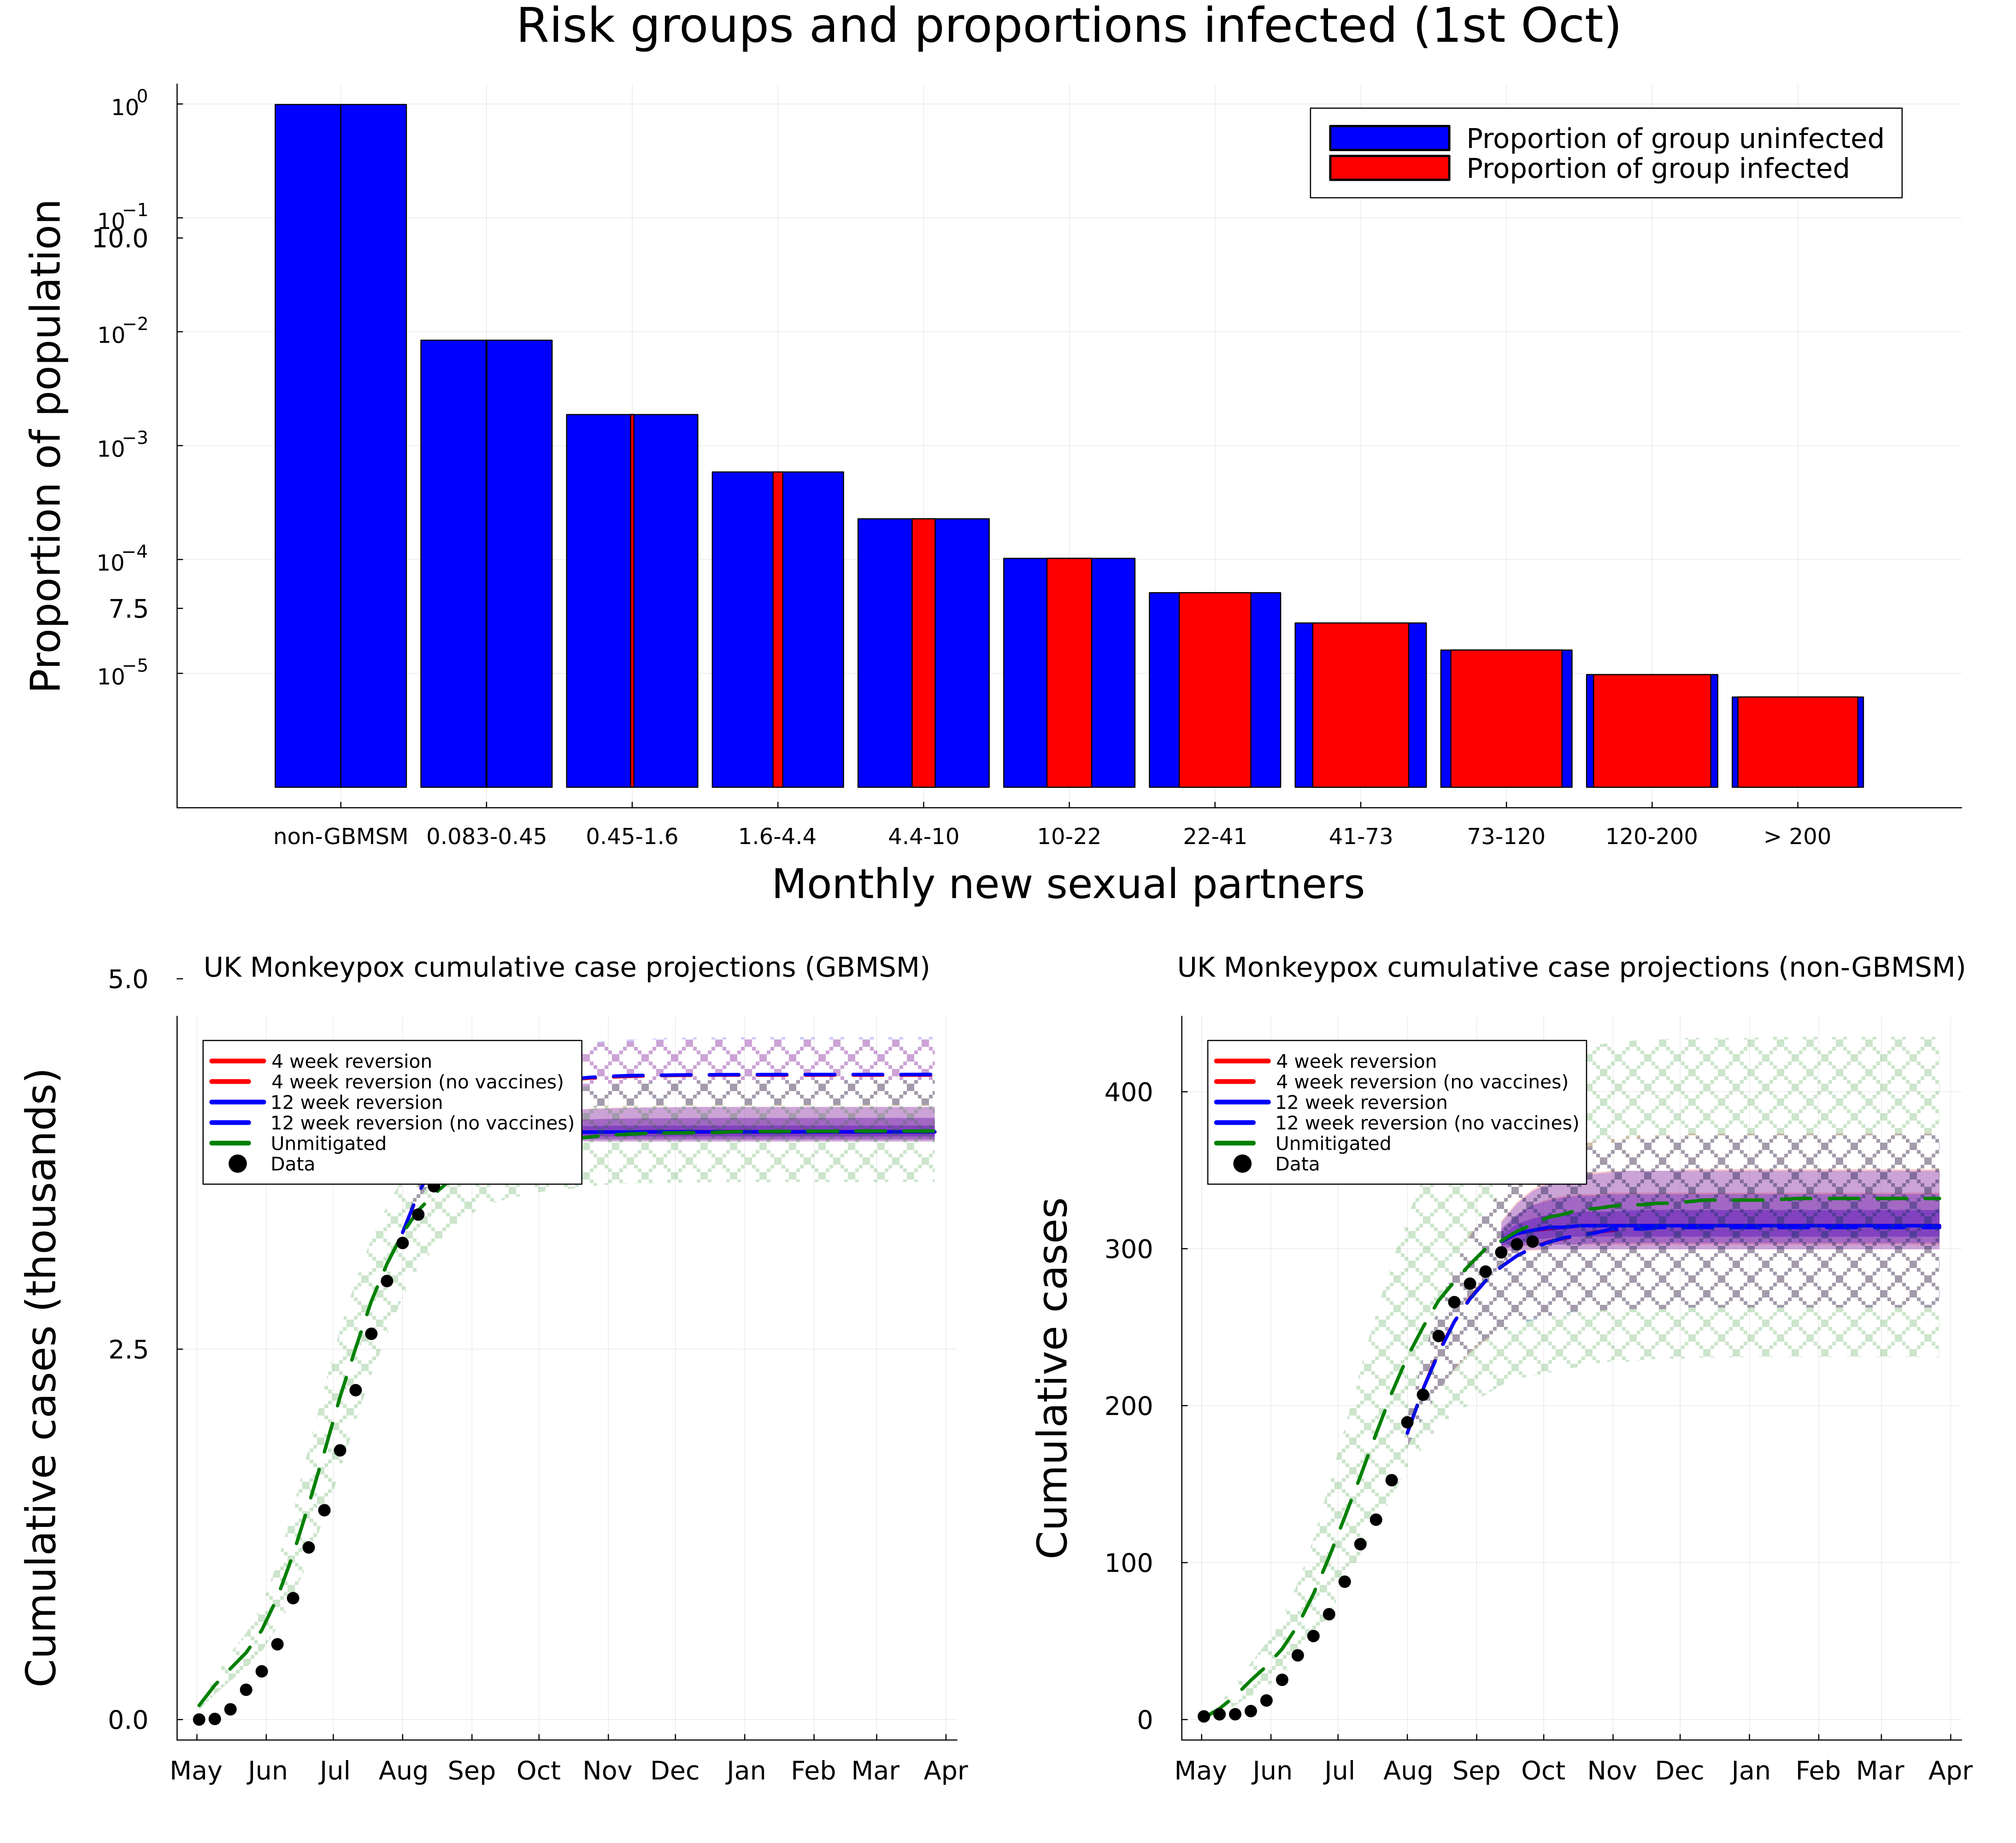 Risk groups and proportions infected (1st Oct)
Proportion of population
10⁰
10⁻¹
10.0
10⁻²
10⁻³
10⁻⁴
7.5
10⁻⁵
Proportion of group uninfected
Proportion of group infected
non-GBMSM 0.083-0.45 0.45-1.6 1.6-4.4 4.4-10 10-22 22-41 41-73 73-120 120-200 > 200
Monthly new sexual partners
UK Monkeypox cumulative case projections (GBMSM)
Cumulative cases (thousands)
5.0
2.5
0.0
4 week reversion
4 week reversion (no vaccines)
12 week reversion
12 week reversion (no vaccines)
Unmitigated
Data
May Jun Jul Aug Sep Oct Nov Dec Jan Feb Mar Apr
UK Monkeypox cumulative case projections (non-GBMSM)
Cumulative cases
400
300
200
100
0
4 week reversion
4 week reversion (no vaccines)
12 week reversion
12 week reversion (no vaccines)
Unmitigated
Data
May Jun Jul Aug Sep Oct Nov Dec Jan Feb Mar Apr